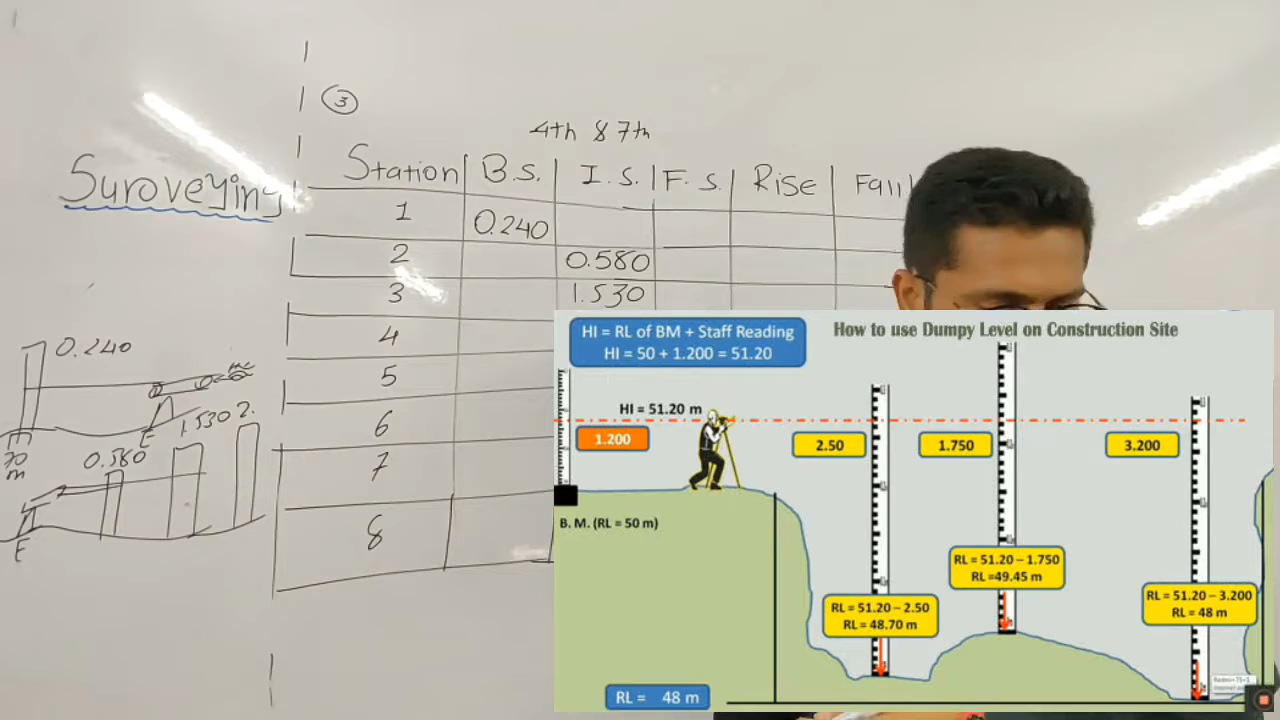 ③
4th & 7th
Suroveying
Station B.S. I.S. F.S. Rise Fall
1 0.240
2 0.580
3 1.530
4
5
6
7
8
0.240
70
m
1.530 2.
0.580
E
E
HI = RL of BM + Staff Reading
HI = 50 + 1.200 = 51.20
How to use Dumpy Level on Construction Site
HI = 51.20 m
1.200
2.50
1.750
3.200
B. M. (RL = 50 m)
RL = 51.20 – 1.750
RL =49.45 m
RL = 51.20 – 2.50
RL = 48.70 m
RL = 51.20 – 3.200
RL = 48 m
RL = 48 m